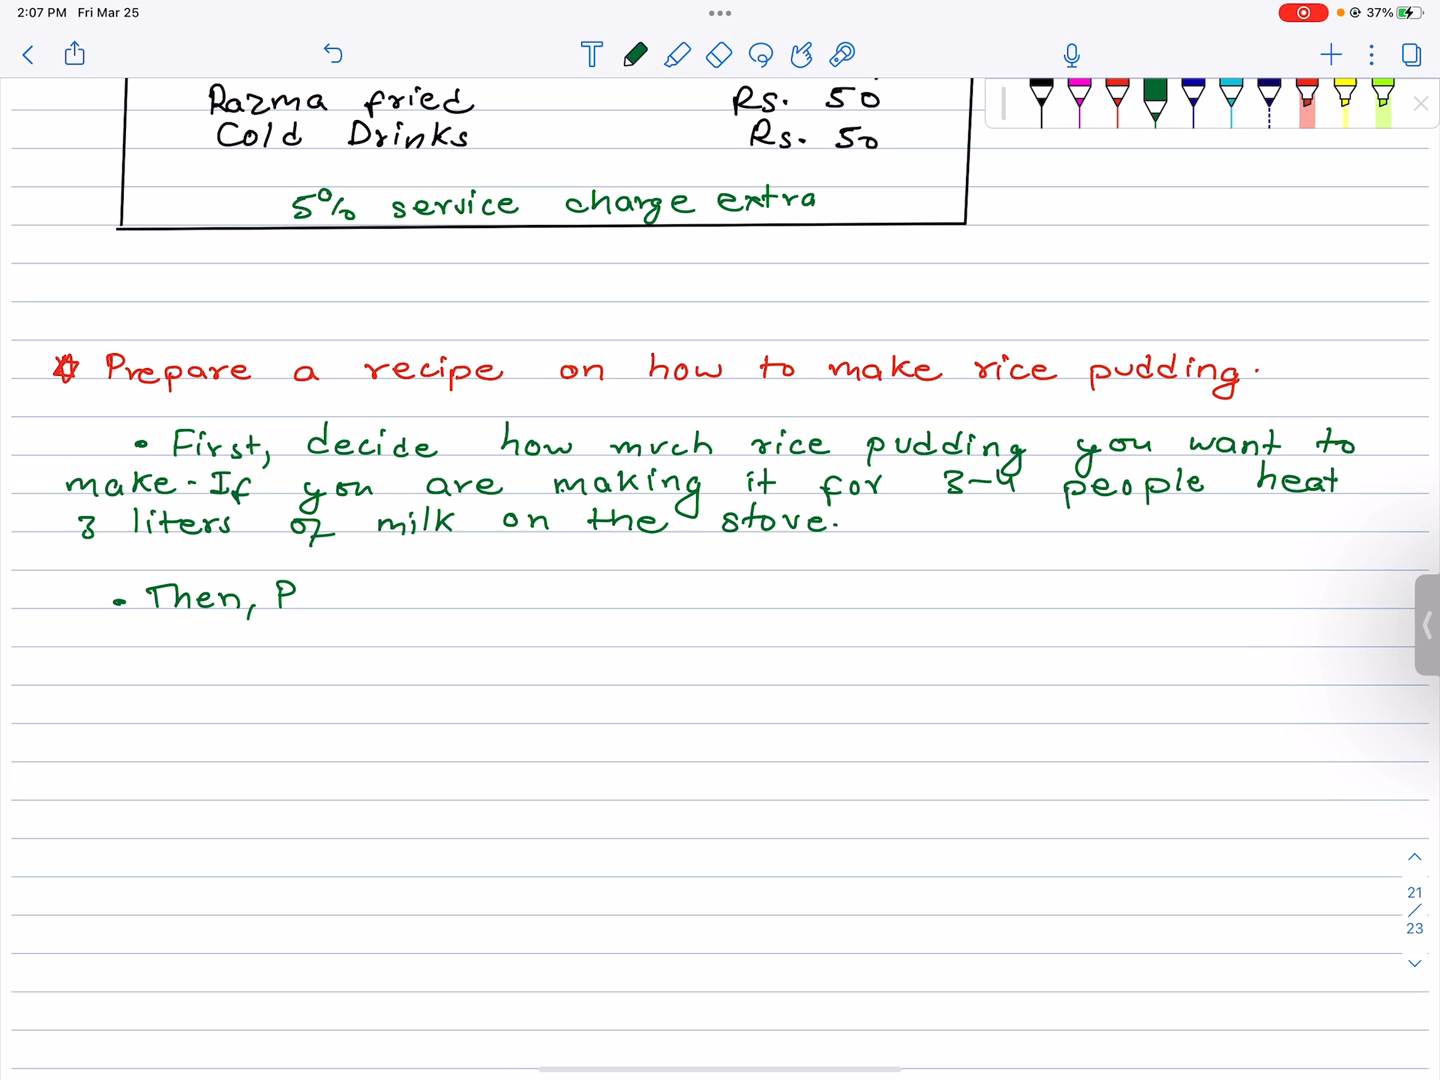 2:07 PM Fri Mar 25
37%
Razma fried Rs. 50
Cold Drinks Rs. 50
5% service charge extra
Prepare a recipe on how to make rice pudding.
• First, decide how much rice pudding you want to
make. If you are making it for 3-4 people heat
3 liters of milk on the stove.
• Then, P
21
/
23